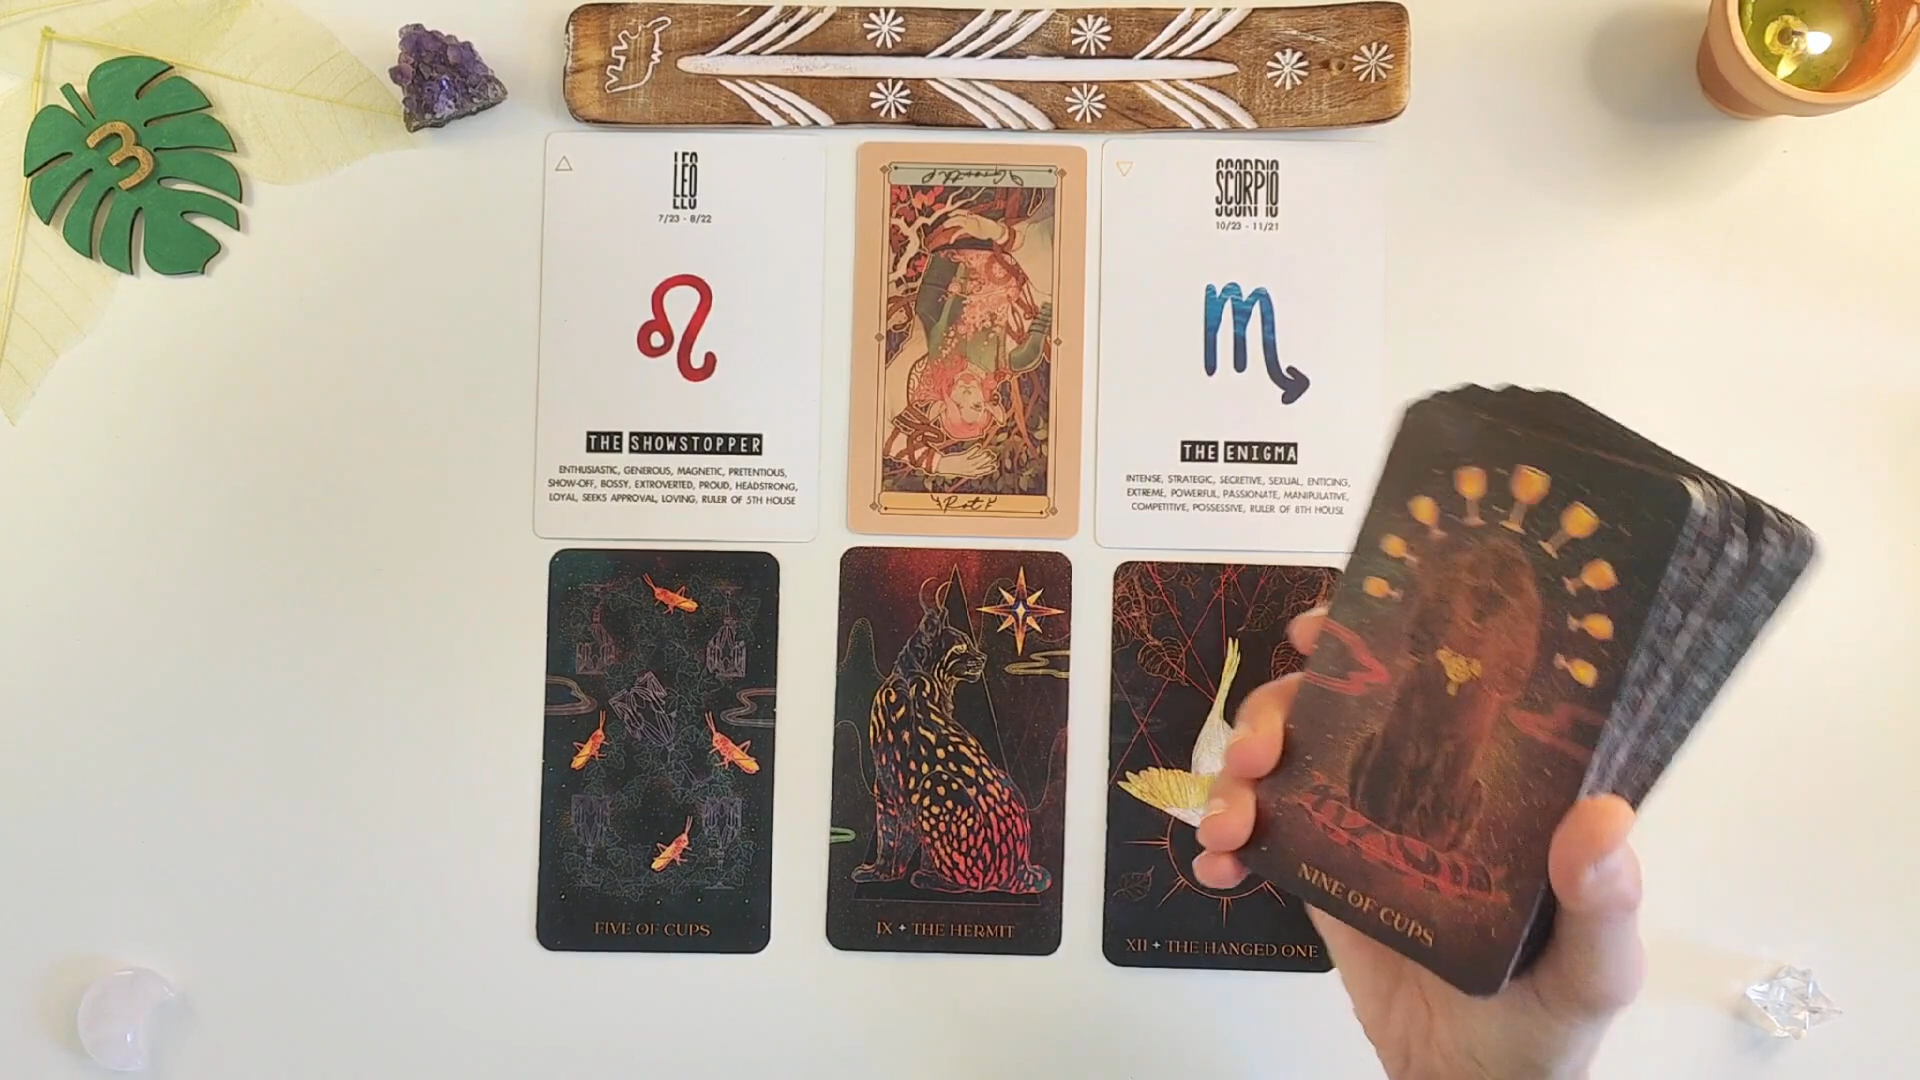 3
LEO
7/23 - 8/22
THE SHOWSTOPPER
ENTHUSIASTIC, GENEROUS, MAGNETIC, PRETENTIOUS,
SHOW-OFF, BOSSY, EXTROVERTED, PROUD, HEADSTRONG,
LOYAL, SEEKS APPROVAL, LOVING, RULER OF 5TH HOUSE
Growth
Rot
SCORPIO
10/23 - 11/21
THE ENIGMA
INTENSE, STRATEGIC, SECRETIVE, SEXUAL, ENTICING,
EXTREME, POWERFUL, PASSIONATE, MANIPULATIVE,
COMPETITIVE, POSSESSIVE, RULER OF 8TH HOUSE
FIVE OF CUPS
IX ✦ THE HERMIT
XII ✦ THE HANGED ONE
NINE OF CUPS